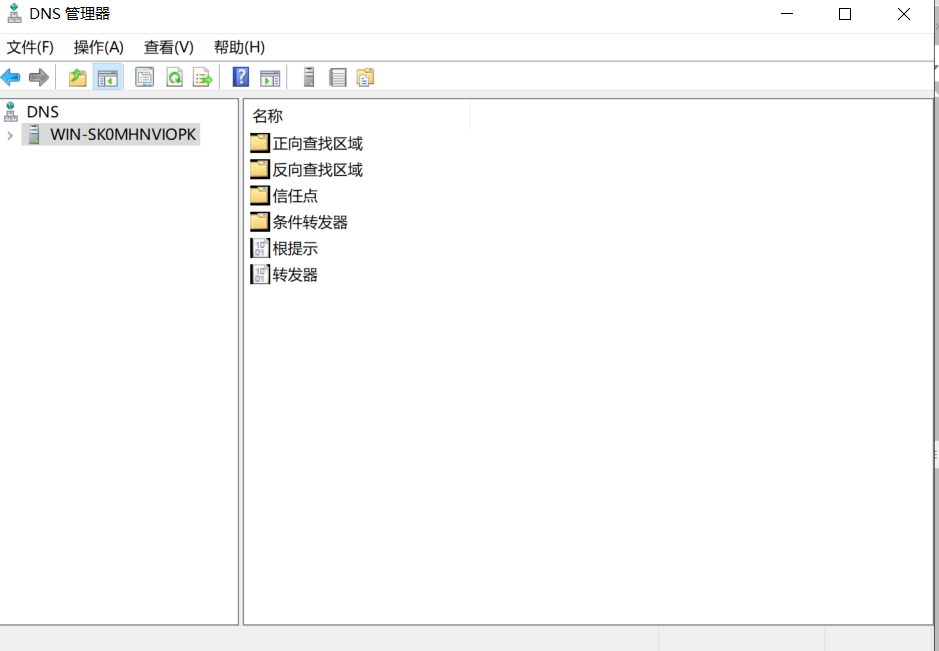 DNS 管理器
文件(F) 操作(A) 查看(V) 帮助(H)
DNS
WIN-SK0MHNVIOPK
名称
正向查找区域
反向查找区域
信任点
条件转发器
根提示
转发器